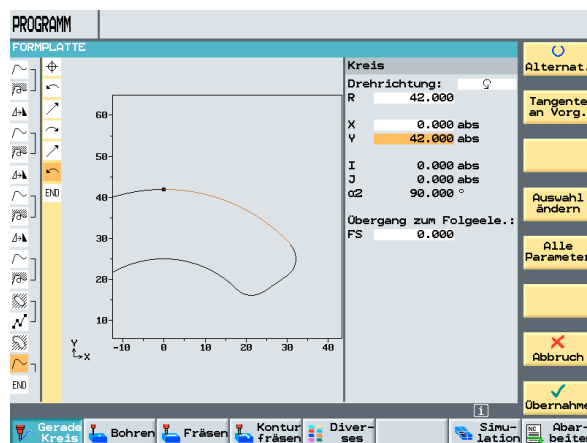 PROGRAMM
FORMPLATTE
END
END
60
50
40
30
20
10
-10 0 10 20 30 40
Y
X
Kreis
Drehrichtung:
R 42.000
X 0.000 abs
Y 42.000 abs
I 0.000 abs
J 0.000 abs
α2 90.000 °
Übergang zum Folgeele.:
FS 0.000
Alternat.
Tangente
an Vorg.
Auswahl
ändern
Alle
Parameter
Abbruch
Übernahme
i
Gerade
Kreis
Bohren
Fräsen
Kontur
fräsen
Diver-
ses
Simu-
lation
NC
Abar-
beit.